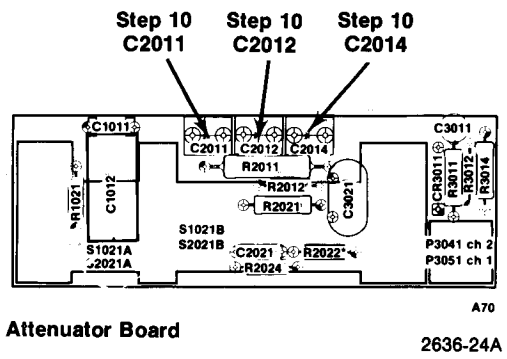 Step 10 Step 10 Step 10
C2011 C2012 C2014
C1011
C2011 C2012 C2014
C3011
R2011
R1021
C1012
R2012
R2021
C3021
CR3011
R3011
R3012
R3014
S1021B
S2021B
S1021A
S2021A
C2021 R2022
R2024
P3041 ch 2
P3051 ch 1
A70
Attenuator Board
2636-24A